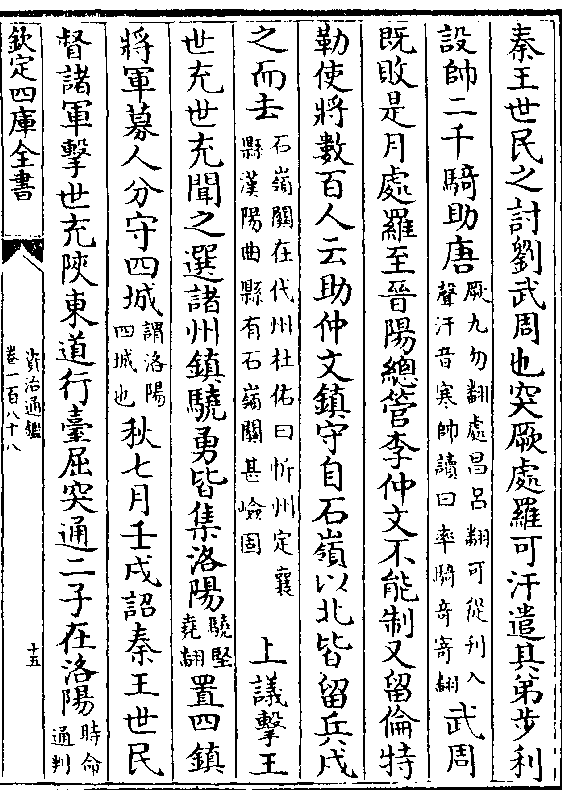 秦王世民之討劉武周也突厥處羅可汗遣其弟步利
設帥二千騎助唐
厥九勿翻處昌呂翻可從刋入
聲汗音寒帥讀曰率騎竒寄翻
武周
既敗是月處羅至晉陽總管李仲文不能制又留倫特
勒使將數百人云助仲文鎮守自石嶺以北皆留兵戍
之而去
石嶺關在代州杜佑曰忻州定襄
縣漢陽曲縣有石嶺關甚嶮固
上議擊王
世充世充聞之選諸州鎮驍勇皆集洛陽
驍堅
堯翻
置四鎮
將軍募人分守四城
謂洛陽
四城也
秋七月壬戌詔秦王世民
督諸軍擊世充陜東道行臺屈突通二子在洛陽
時命
通判
欽定四庫全書
資治通鑑
卷一百八十八
十五